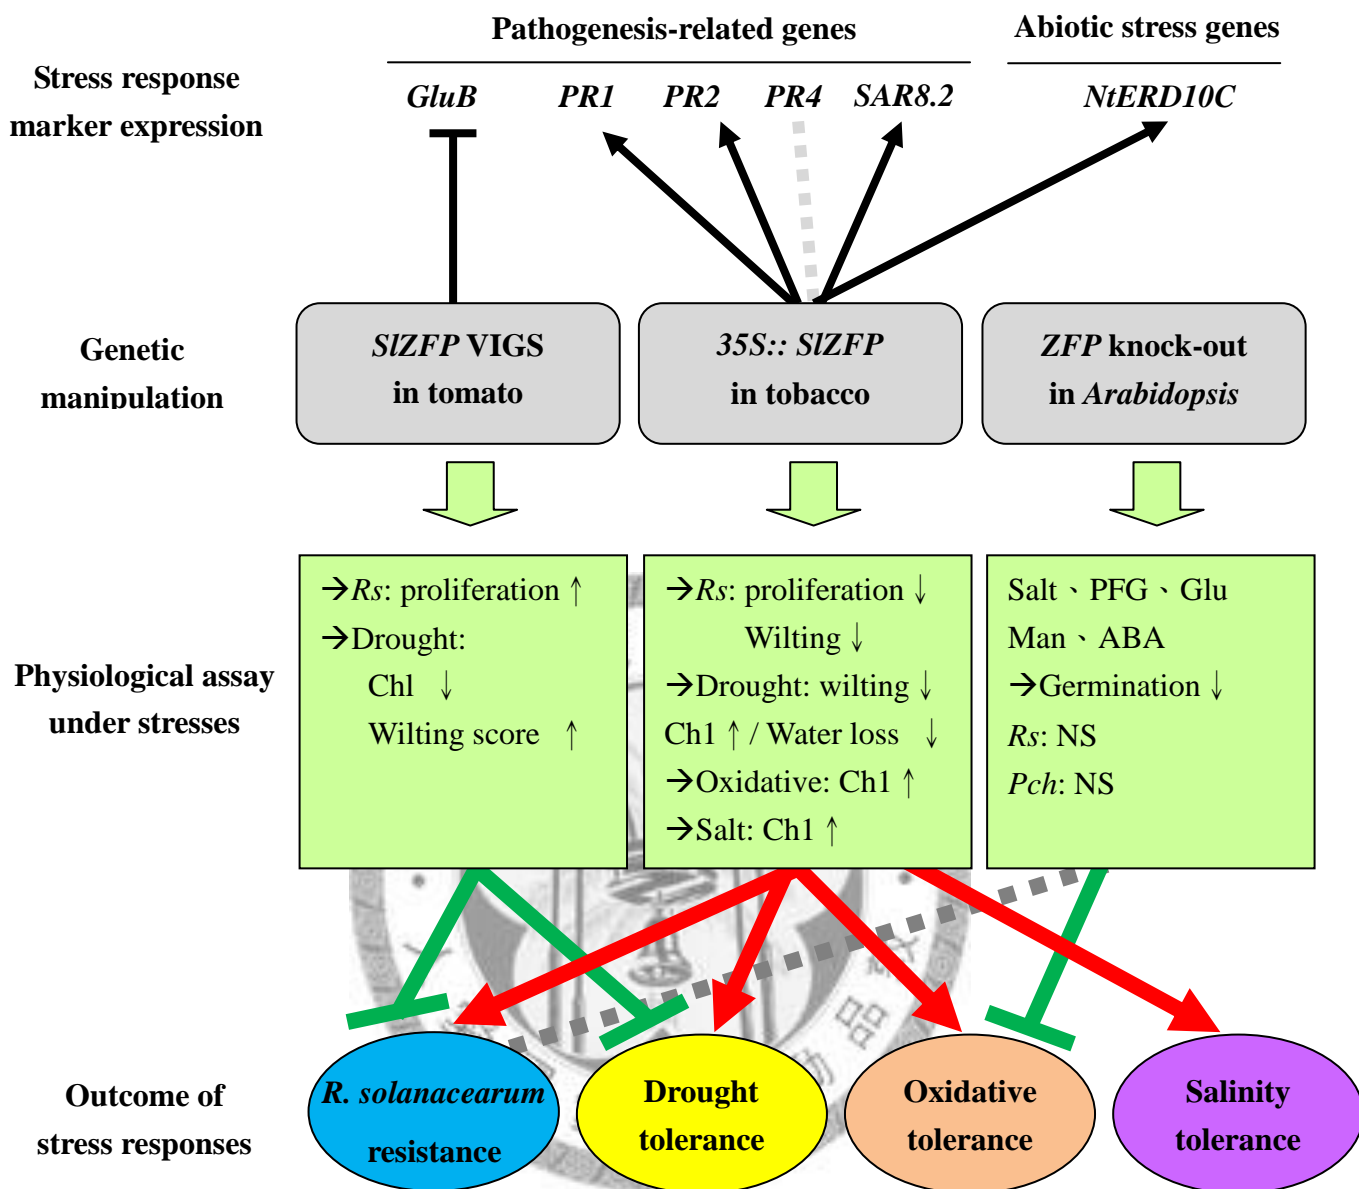 Pathogenesis-related genes
Abiotic stress genes
Stress response
marker expression
GluB PR1 PR2 PR4 SAR8.2 NtERD10C
Genetic
manipulation
SlZFP VIGS
in tomato
35S:: SlZFP
in tobacco
ZFP knock-out
in Arabidopsis
Physiological assay
under stresses
→Rs: proliferation ↑
→Drought:
Chl ↓
Wilting score ↑
→Rs: proliferation ↓
Wilting ↓
→Drought: wilting ↓
Ch1 ↑ / Water loss ↓
→Oxidative: Ch1 ↑
→Salt: Ch1 ↑
Salt、PFG、Glu
Man、ABA
→Germination ↓
Rs: NS
Pch: NS
Outcome of
stress responses
R. solanacearum
resistance
Drought
tolerance
Oxidative
tolerance
Salinity
tolerance